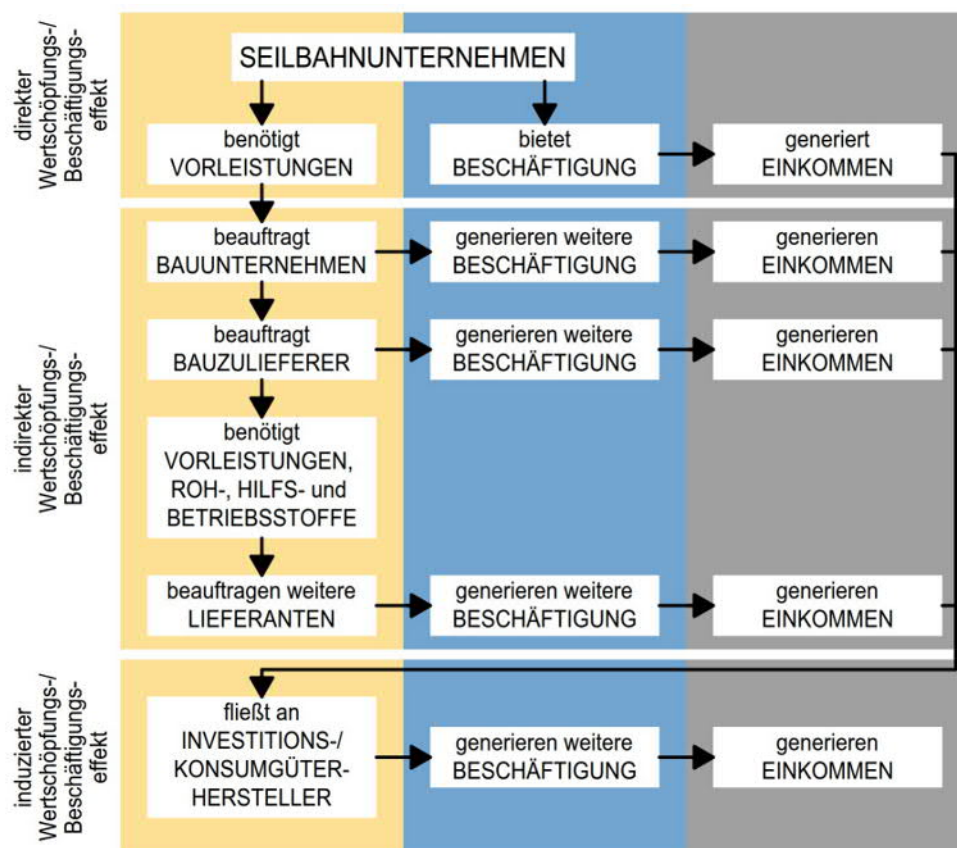 direkter
Wertschöpfungs-/
Beschäftigungs-
effekt
SEILBAHNUNTERNEHMEN
benötigt
VORLEISTUNGEN
bietet
BESCHÄFTIGUNG
generiert
EINKOMMEN
indirekter
Wertschöpfungs-/
Beschäftigungs-
effekt
beauftragt
BAUUNTERNEHMEN
generieren weitere
BESCHÄFTIGUNG
generieren
EINKOMMEN
beauftragt
BAUZULIEFERER
generieren weitere
BESCHÄFTIGUNG
generieren
EINKOMMEN
benötigt
VORLEISTUNGEN,
ROH-, HILFS- und
BETRIEBSSTOFFE
beauftragen weitere
LIEFERANTEN
generieren weitere
BESCHÄFTIGUNG
generieren
EINKOMMEN
induzierter
Wertschöpfungs-/
Beschäftigungs-
effekt
fließt an
INVESTITIONS-/
KONSUMGÜTER-
HERSTELLER
generieren weitere
BESCHÄFTIGUNG
generieren
EINKOMMEN